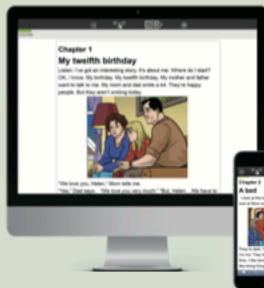 Chapter 1
My twelfth birthday
Listen, I've got an interesting story. It's about me. Where do I start?
OK, I know. My birthday. My twelfth birthday. My mother and father
want to talk to me. My mom and dad smile a lot. They're happy
people. But they aren't smiling today.
"We love you, Helen," Mom tells me.
"Yes," Dad says. "We love you very much." "But, Helen... We have to
Chapter 2
A bad